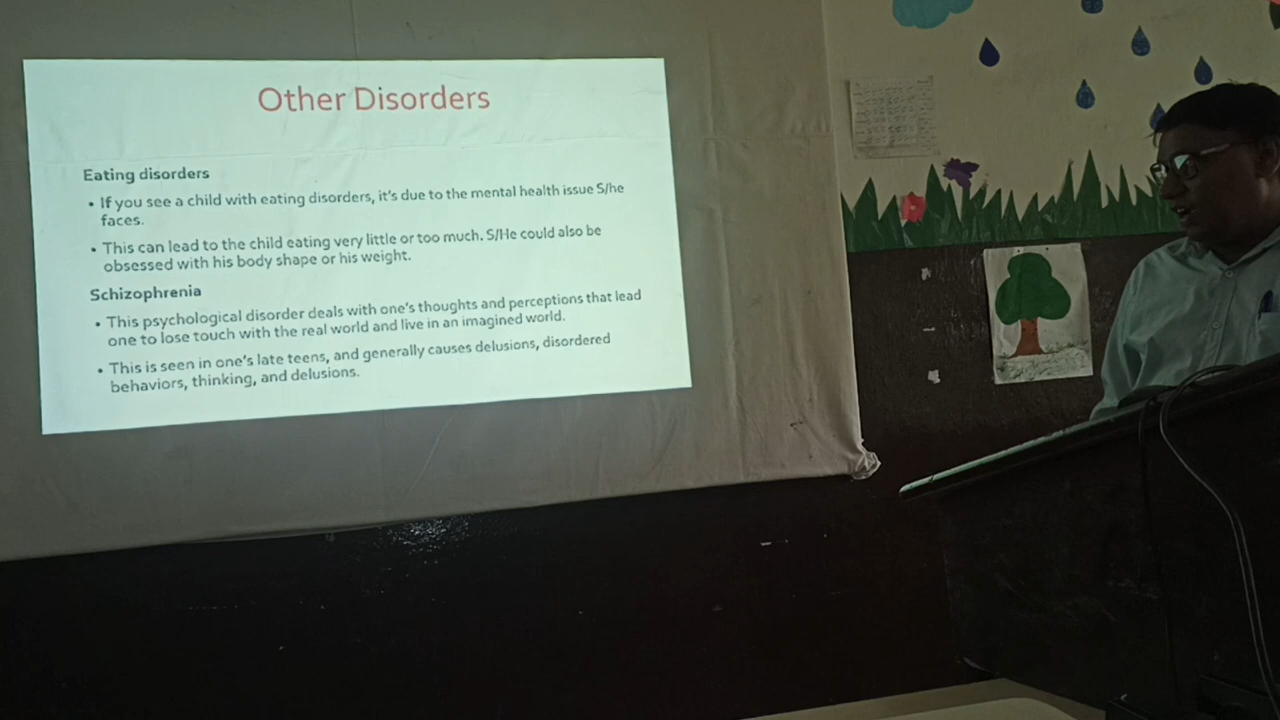 Other Disorders
Eating disorders
• If you see a child with eating disorders, it's due to the mental health issue S/he
faces.
• This can lead to the child eating very little or too much. S/He could also be
obsessed with his body shape or his weight.
Schizophrenia
• This psychological disorder deals with one's thoughts and perceptions that lead
one to lose touch with the real world and live in an imagined world.
• This is seen in one's late teens, and generally causes delusions, disordered
behaviors, thinking, and delusions.